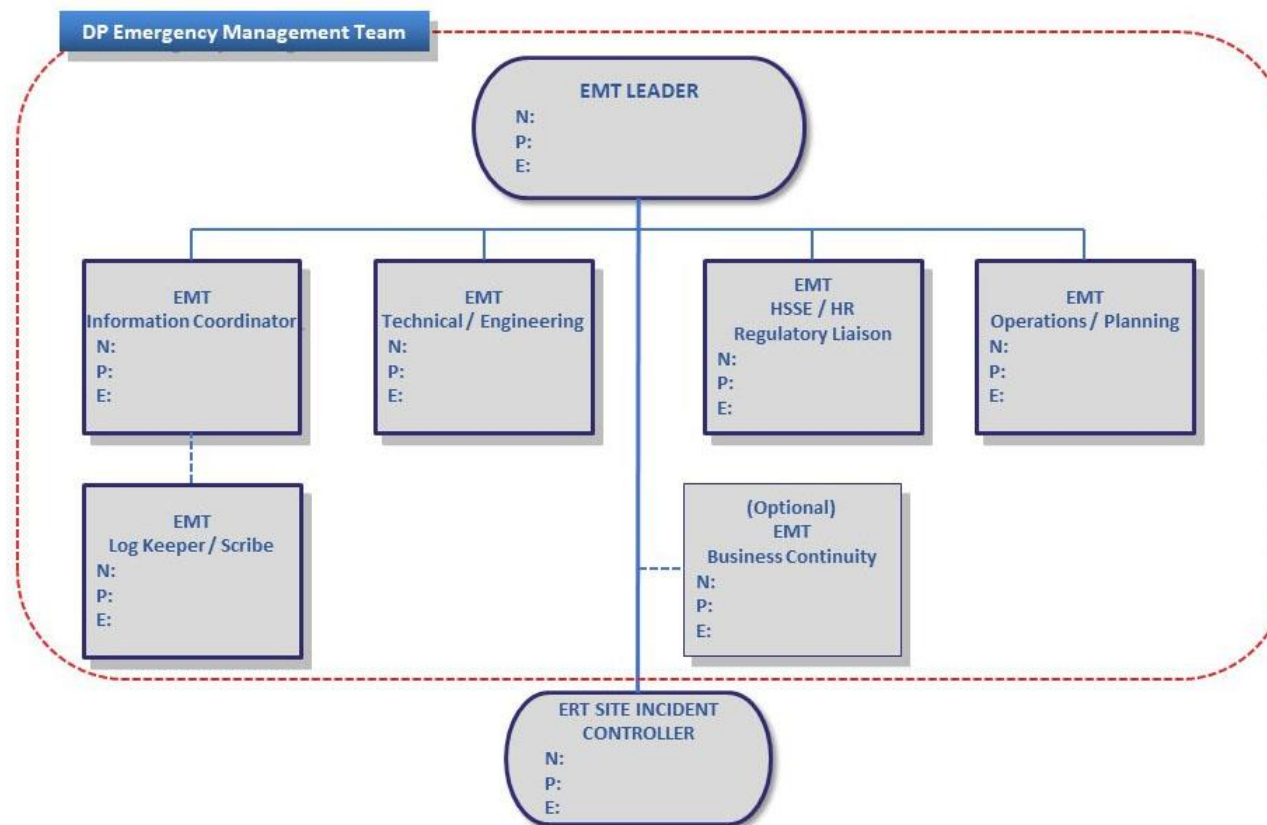 DP Emergency Management Team
EMT LEADER
N:
P:
E:
EMT
Information Coordinator
N:
P:
E:
EMT
Technical / Engineering
N:
P:
E:
EMT
HSSE / HR
Regulatory Liaison
N:
P:
E:
EMT
Operations / Planning
N:
P:
E:
EMT
Log Keeper / Scribe
N:
P:
E:
(Optional)
EMT
Business Continuity
N:
P:
E:
ERT SITE INCIDENT
CONTROLLER
N:
P:
E: